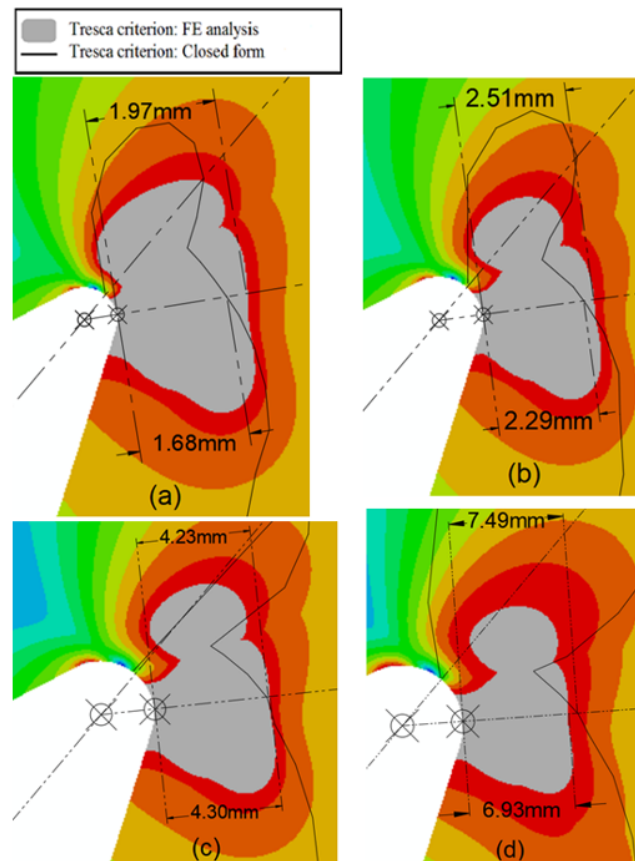 Tresca criterion: FE analysis
Tresca criterion: Closed form
1.97mm
1.68mm
(a)
2.51mm
2.29mm
(b)
4.23mm
4.30mm
(c)
7.49mm
6.93mm
(d)